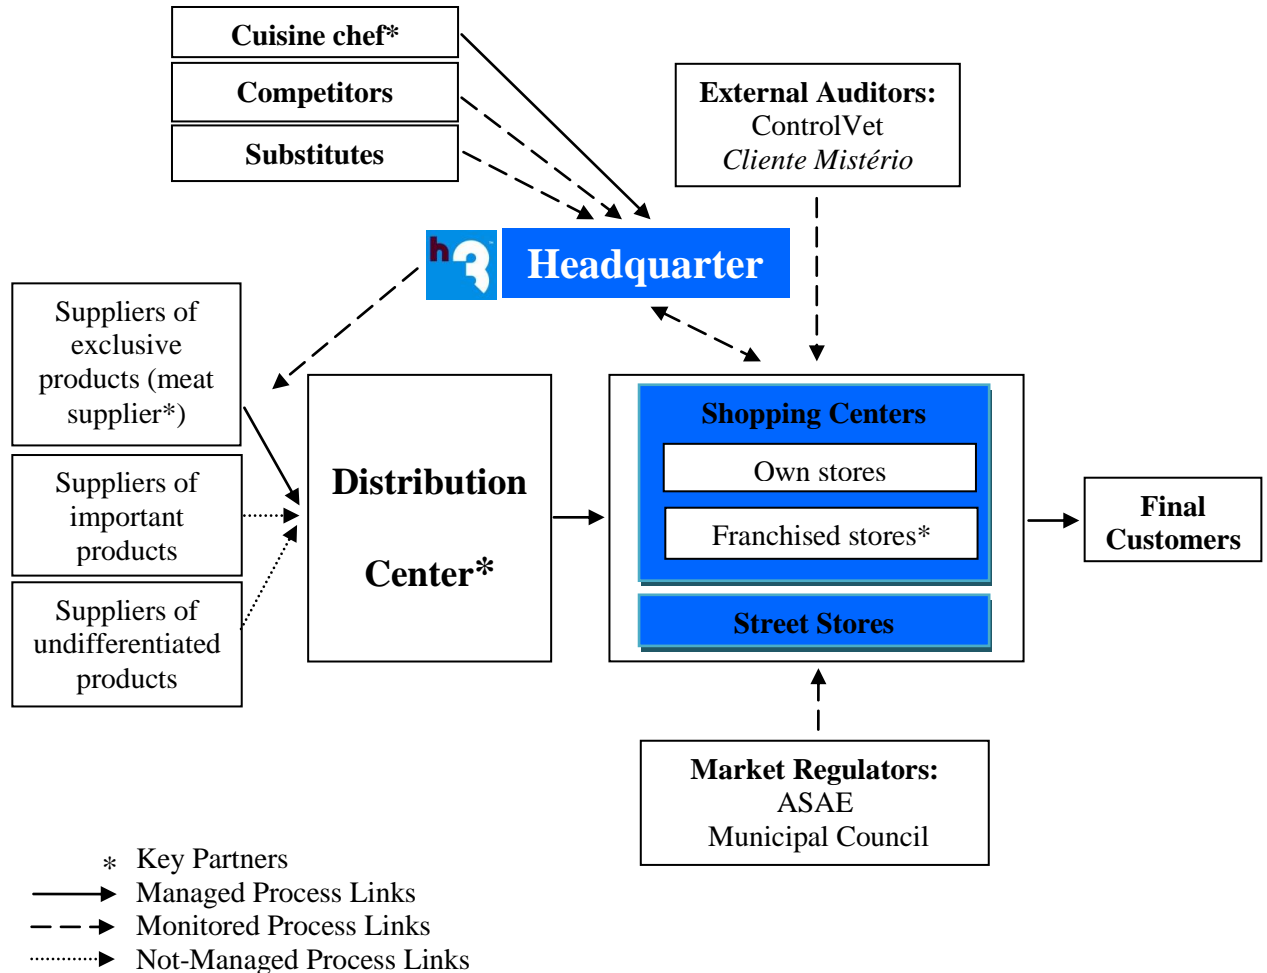 Cuisine chef*
Competitors
Substitutes
External Auditors:
ControlVet
Cliente Mistério
h3™
Headquarter
Suppliers of
exclusive
products (meat
supplier*)
Suppliers of
important
products
Suppliers of
undifferentiated
products
Distribution
Center*
Shopping Centers
Own stores
Franchised stores*
Street Stores
Final
Customers
Market Regulators:
ASAE
Municipal Council
* Key Partners
Managed Process Links
Monitored Process Links
Not-Managed Process Links